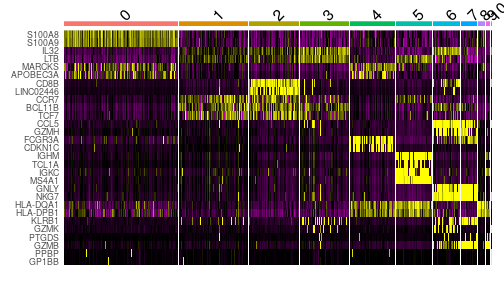 0 1 2 3 4 5 6 7 8 9 10
S100A8
S100A9
IL32
LTB
MARCKS
APOBEC3A
CD8B
LINC02446
CCR7
BCL11B
TCF7
CCL5
GZMH
FCGR3A
CDKN1C
IGHM
TCL1A
IGKC
MS4A1
GNLY
NKG7
HLA-DQA1
HLA-DPB1
KLRB1
GZMK
PTGDS
GZMB
PPBP
GP1BB